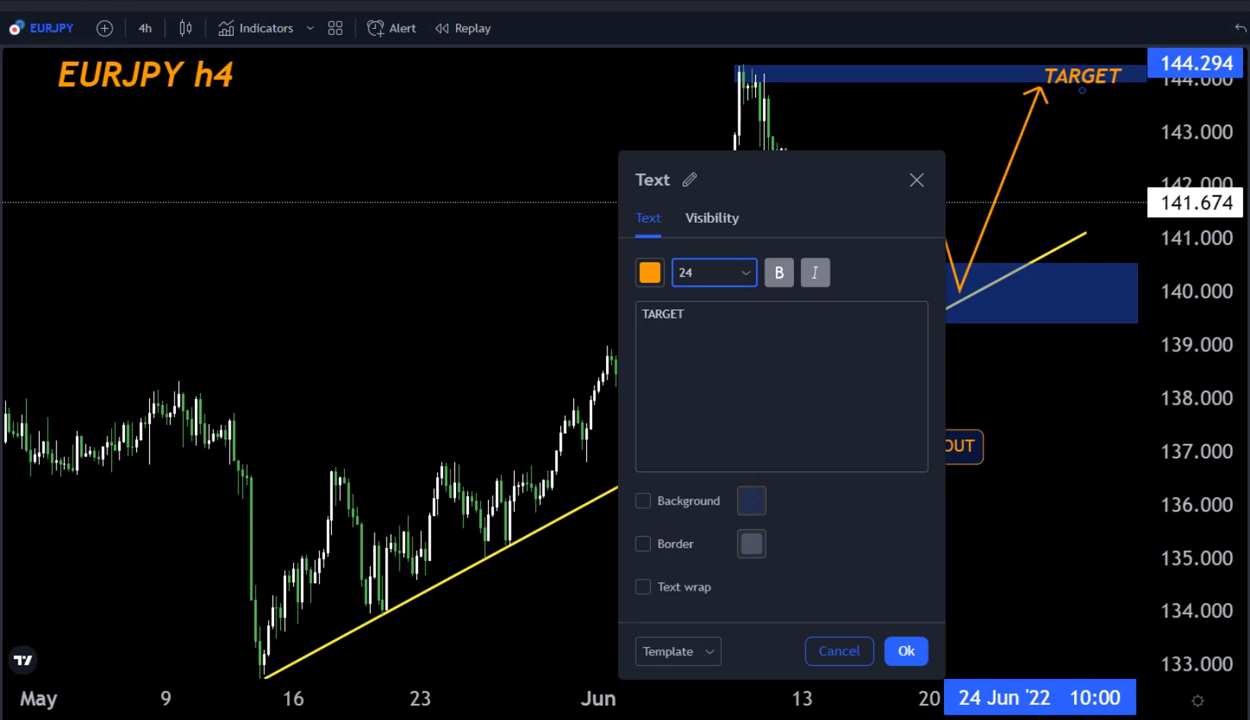 EURJPY 4h Indicators Alert Replay
EURJPY h4
TARGET
144.294
144.000
143.000
142.000
141.674
141.000
140.000
139.000
138.000
137.000
136.000
135.000
134.000
133.000
Text
Text Visibility
24 B I
TARGET
OUT
Background
Border
Text wrap
Template Cancel Ok
May 9 16 23 Jun 13 20 24 Jun '22 10:00